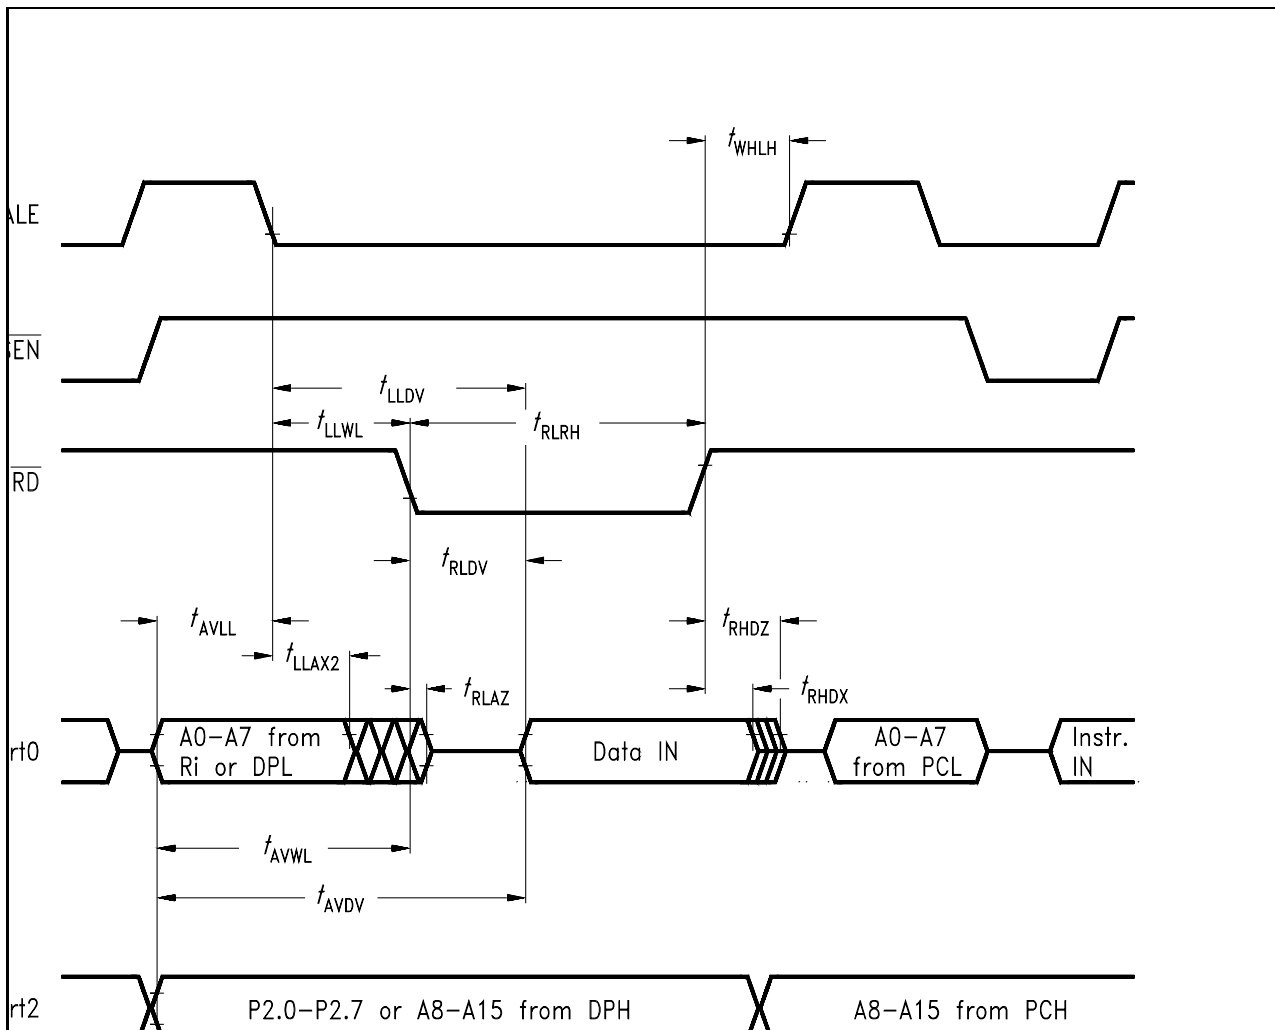 tWHLH
ALE
SEN
tLLDV
tLLWL
tRLRH
RD
tRLDV
tAVLL
tRHDZ
tLLAX2
tRLAZ
tRHDX
rt0
A0–A7 from
Ri or DPL
Data IN
A0–A7
from PCL
Instr.
IN
tAVWL
tAVDV
rt2
P2.0–P2.7 or A8–A15 from DPH
A8–A15 from PCH